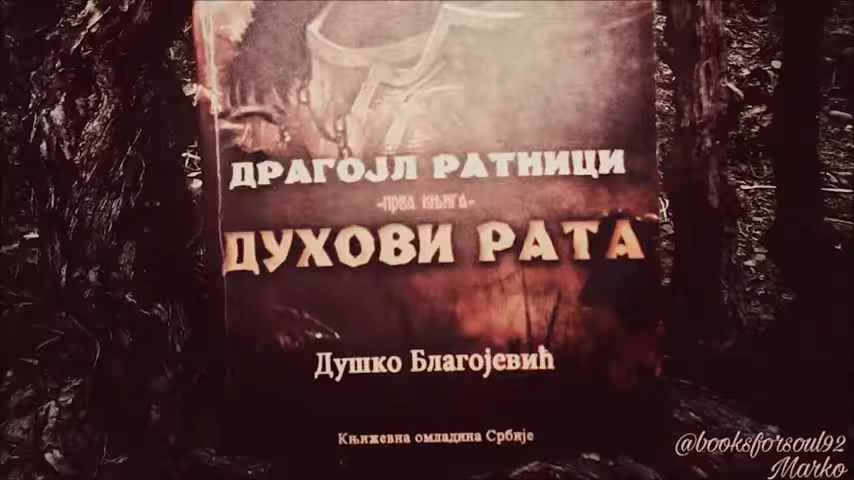 ДРАГОЈЛ РАТНИЦИ
-прва књига-
ДУХОВИ РАТА
Душко Благојевић
Књижевна омладина Србије
@booksforsoul92
Marko